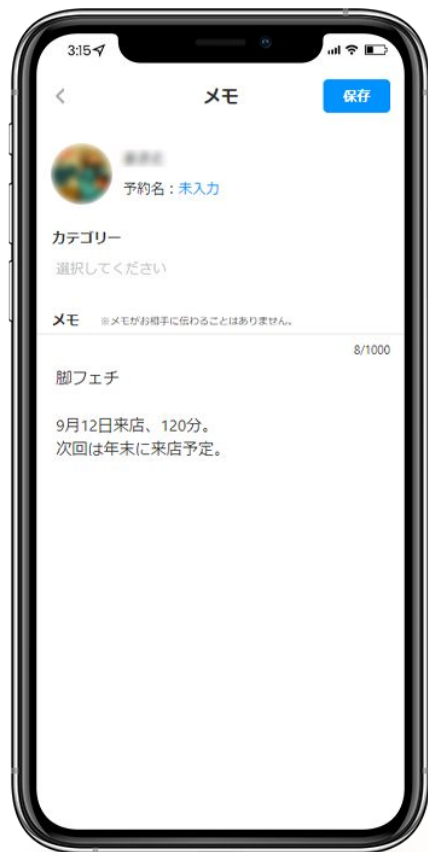 3:15
メモ
保存
予約名：未入力
カテゴリー
選択してください
メモ ※メモがお相手に伝わることはありません。
8/1000
脚フェチ
9月12日来店、120分。
次回は年末に来店予定。